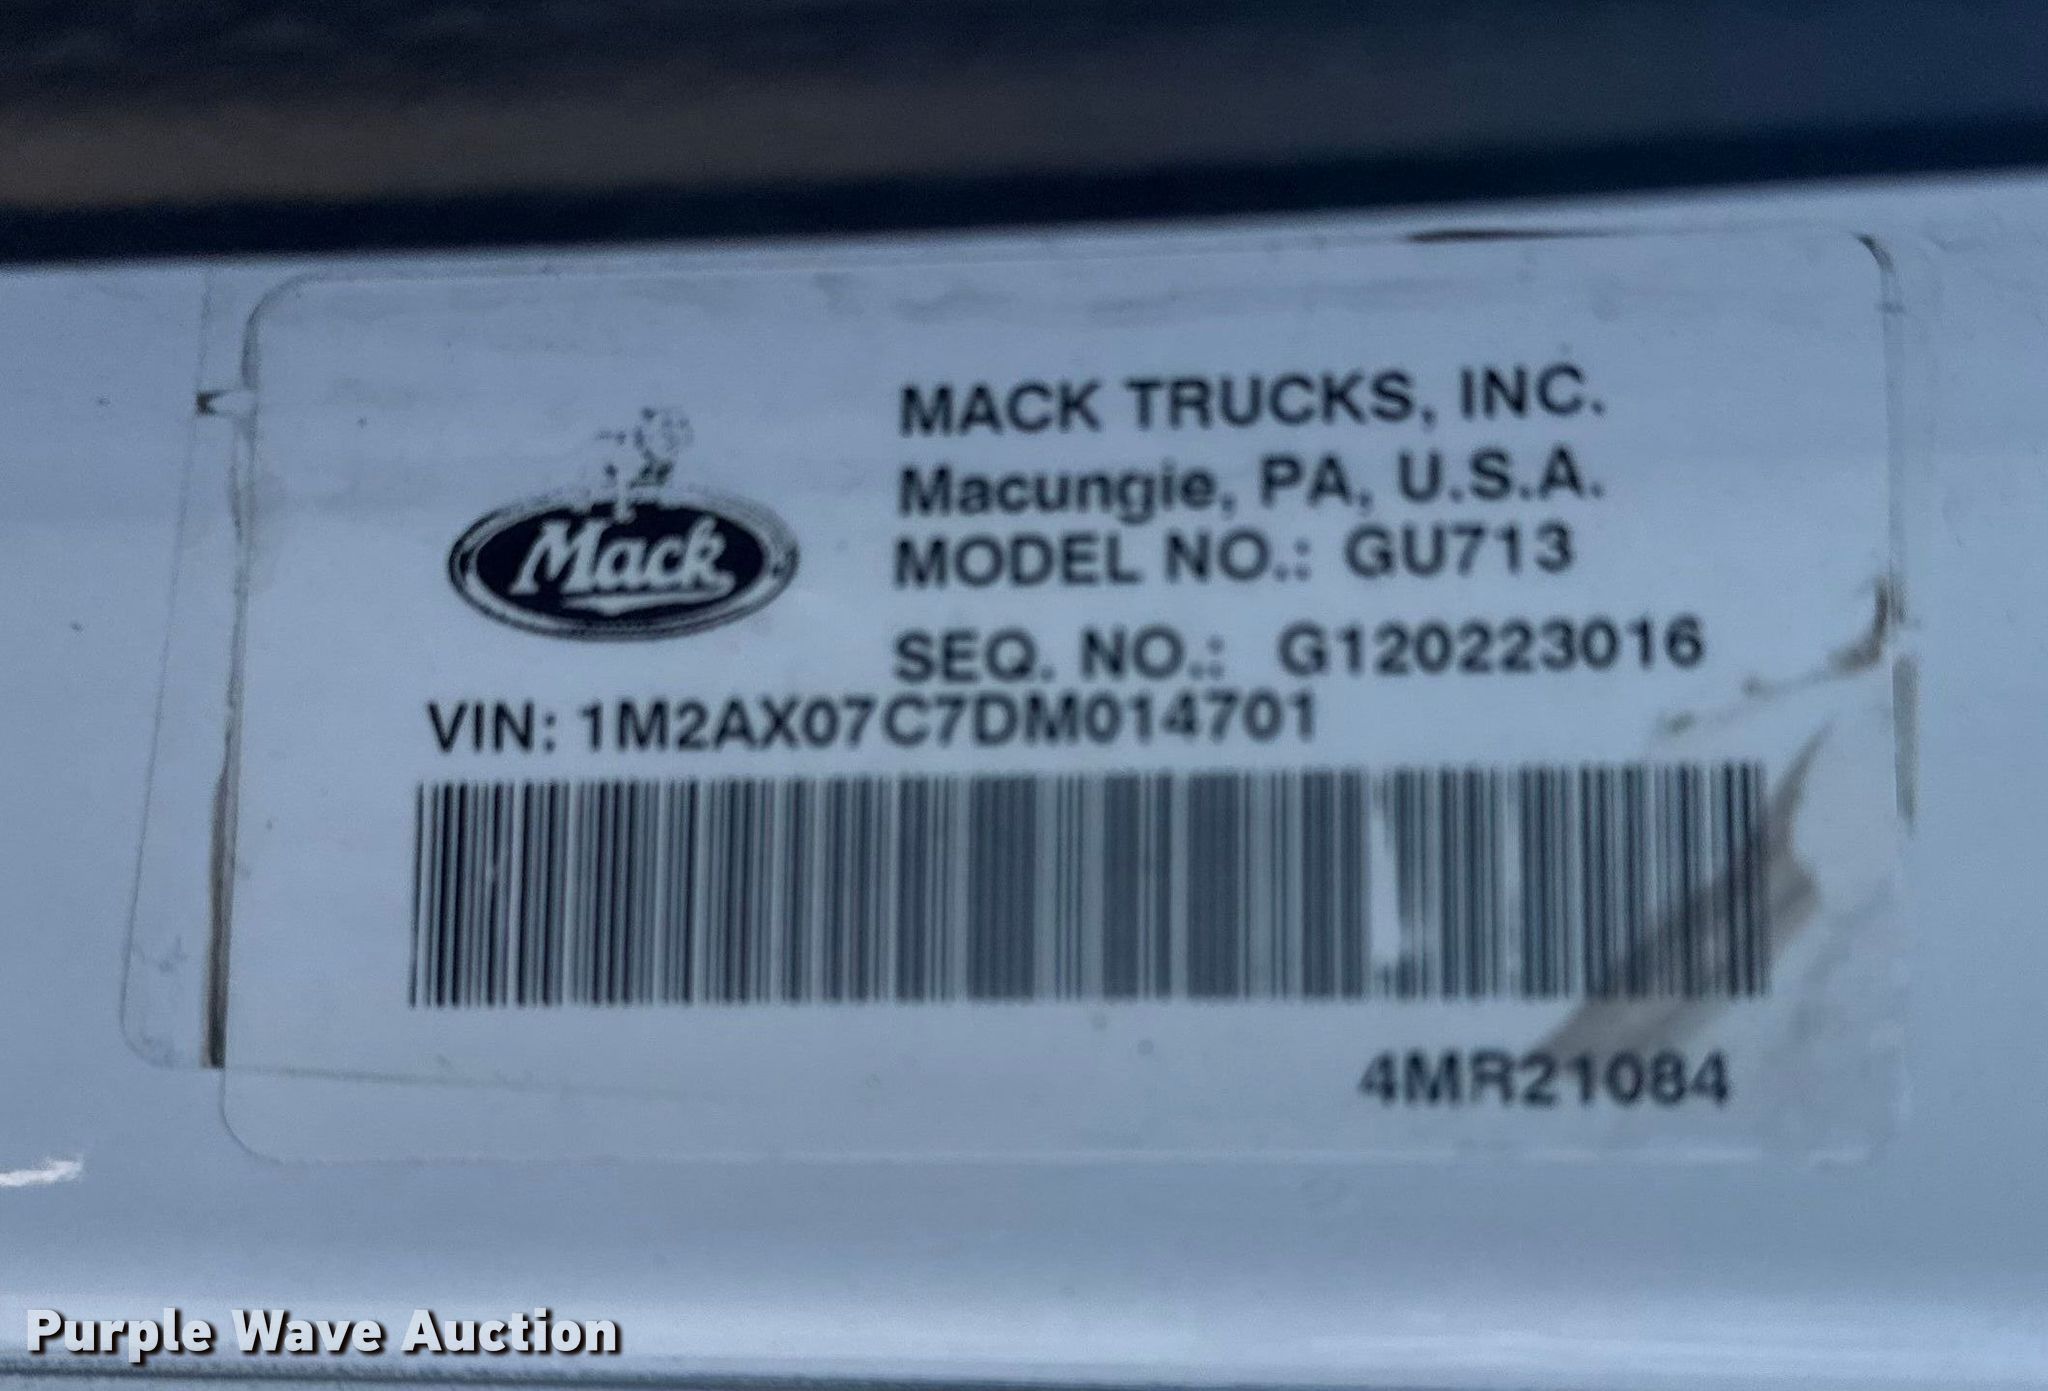 MACK TRUCKS, INC.
Macungie, PA, U.S.A.
Mack
MODEL NO.: GU713
SEQ. NO.: G120223016
VIN: 1M2AX07C7DM014701
4MR21084
Purple Wave Auction